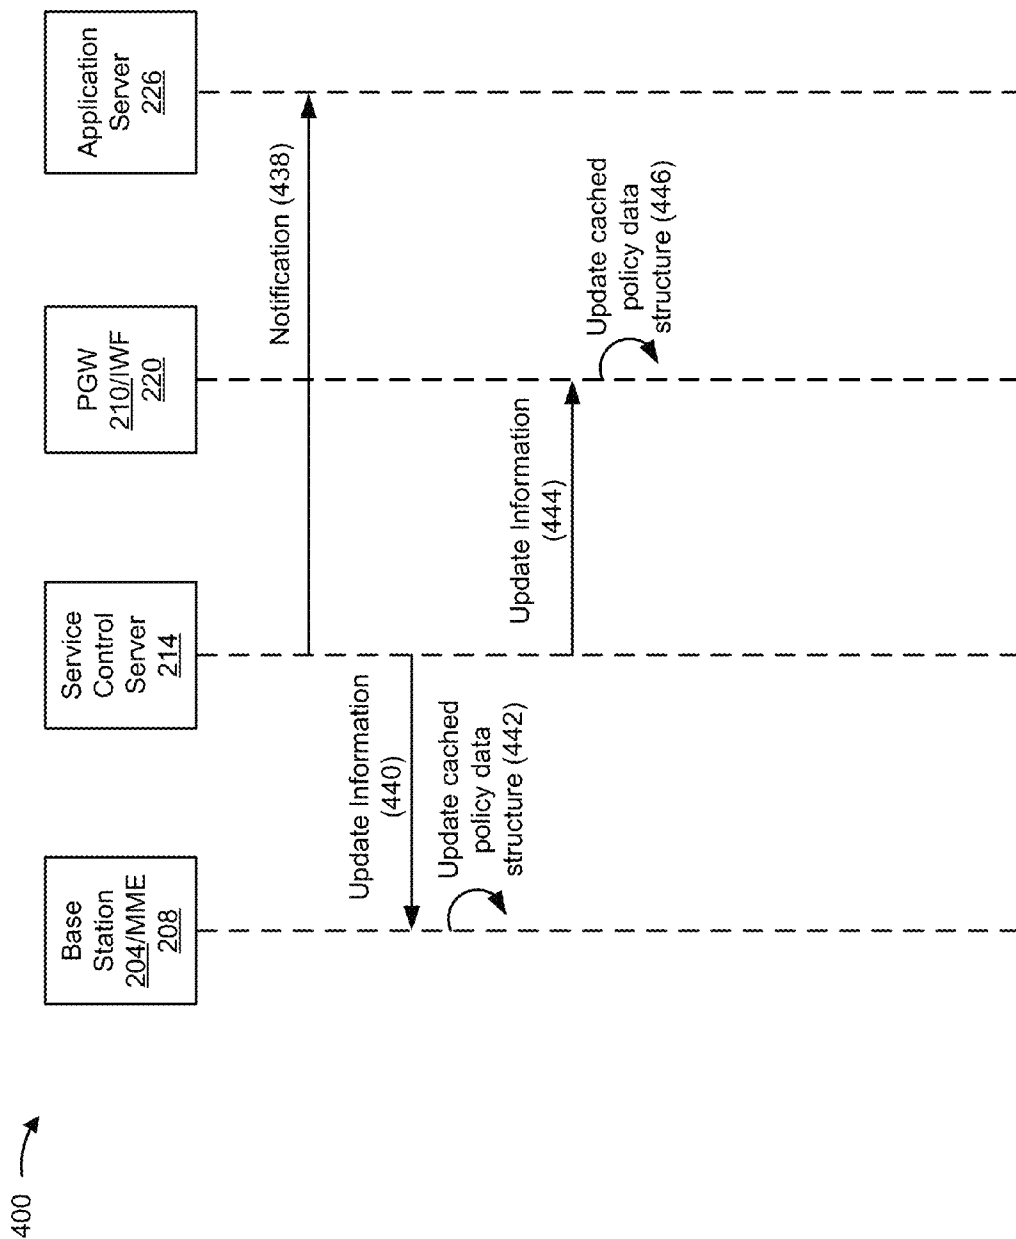 400
Base
Station
204/MME
208
Service
Control
Server
214
PGW
210/IWF
220
Application
Server
226
Notification (438)
Update Information
(440)
Update cached
policy data
structure (442)
Update Information
(444)
Update cached
policy data
structure (446)